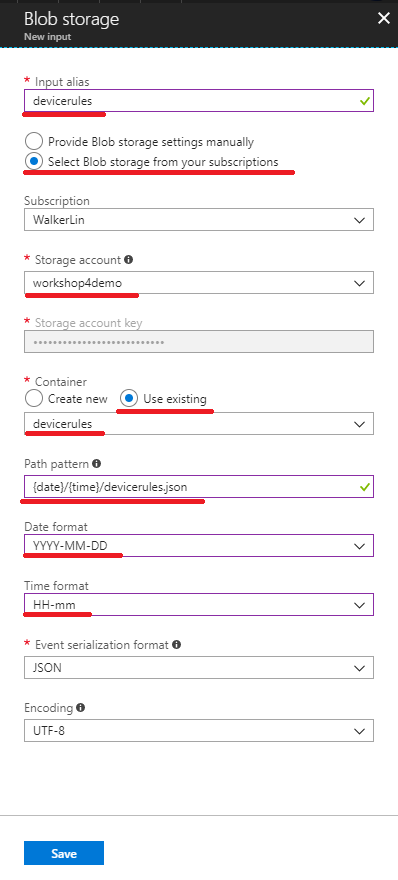 Blob storage
New input
* Input alias
devicerules
Provide Blob storage settings manually
Select Blob storage from your subscriptions
Subscription
WalkerLin
* Storage account
workshop4demo
* Storage account key
••••••••••••••••••••••••••••
* Container
Create new Use existing
devicerules
Path pattern
{date}/{time}/devicerules.json
Date format
YYYY-MM-DD
Time format
HH-mm
* Event serialization format
JSON
Encoding
UTF-8
Save